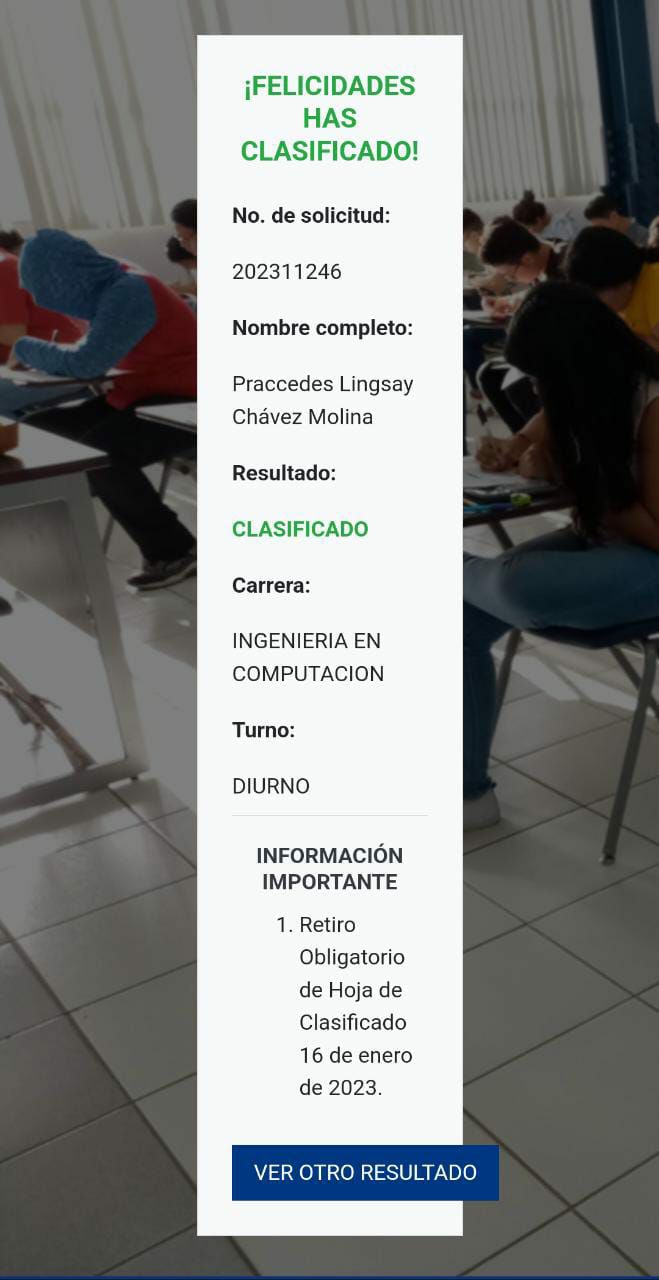 ¡FELICIDADES
HAS
CLASIFICADO!
No. de solicitud:
202311246
Nombre completo:
Praccedes Lingsay
Chávez Molina
Resultado:
CLASIFICADO
Carrera:
INGENIERIA EN
COMPUTACION
Turno:
DIURNO
INFORMACIÓN
IMPORTANTE
1. Retiro
Obligatorio
de Hoja de
Clasificado
16 de enero
de 2023.
VER OTRO RESULTADO